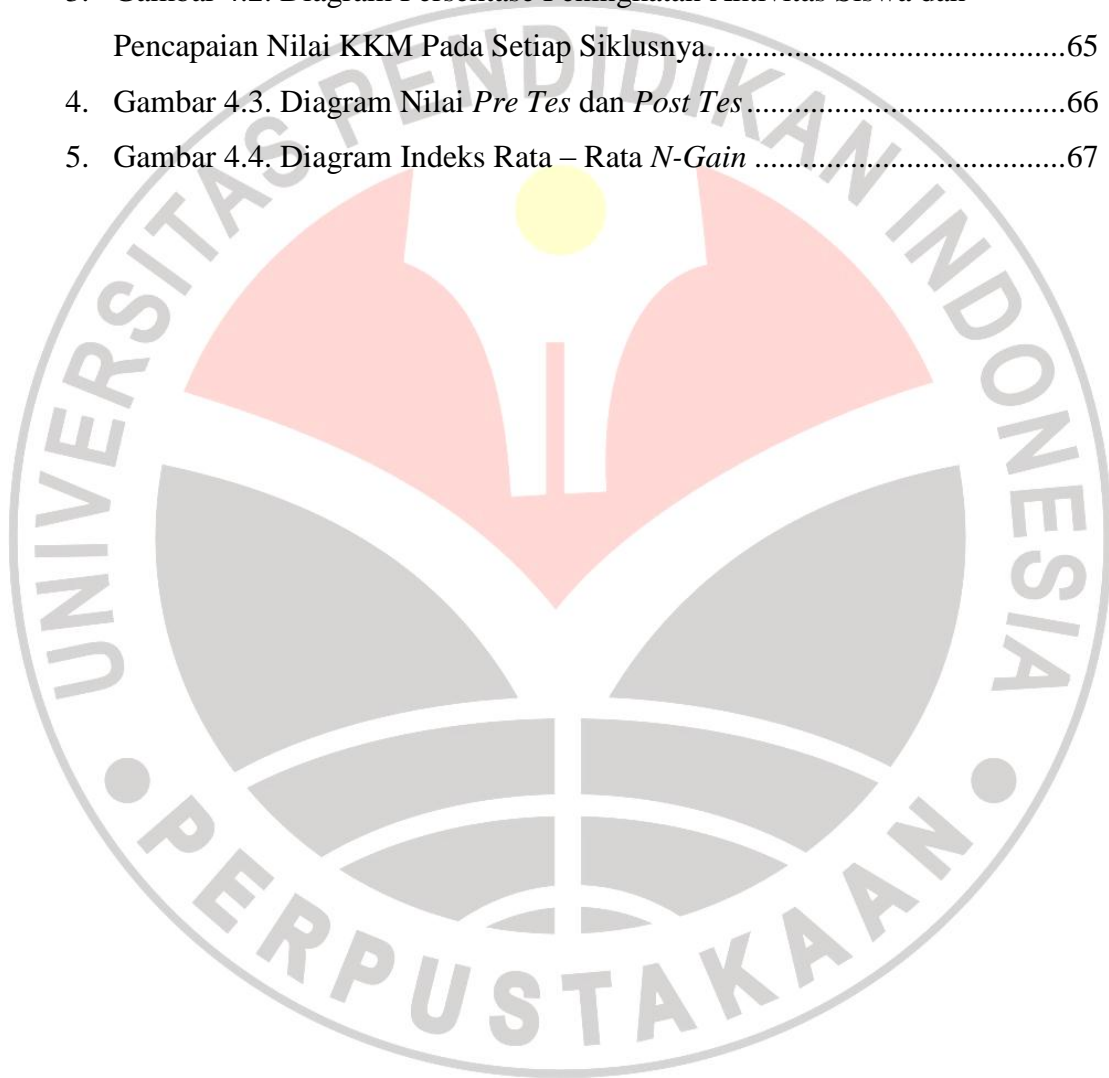 Pencapaian Nilai KKM Pada Setiap Siklusnya....................................65
4. Gambar 4.3. Diagram Nilai Pre Tes dan Post Tes................................66
5. Gambar 4.4. Diagram Indeks Rata – Rata N-Gain ...............................67
UNIVERSITAS PENDIDIKAN INDONESIA
PERPUSTAKAAN